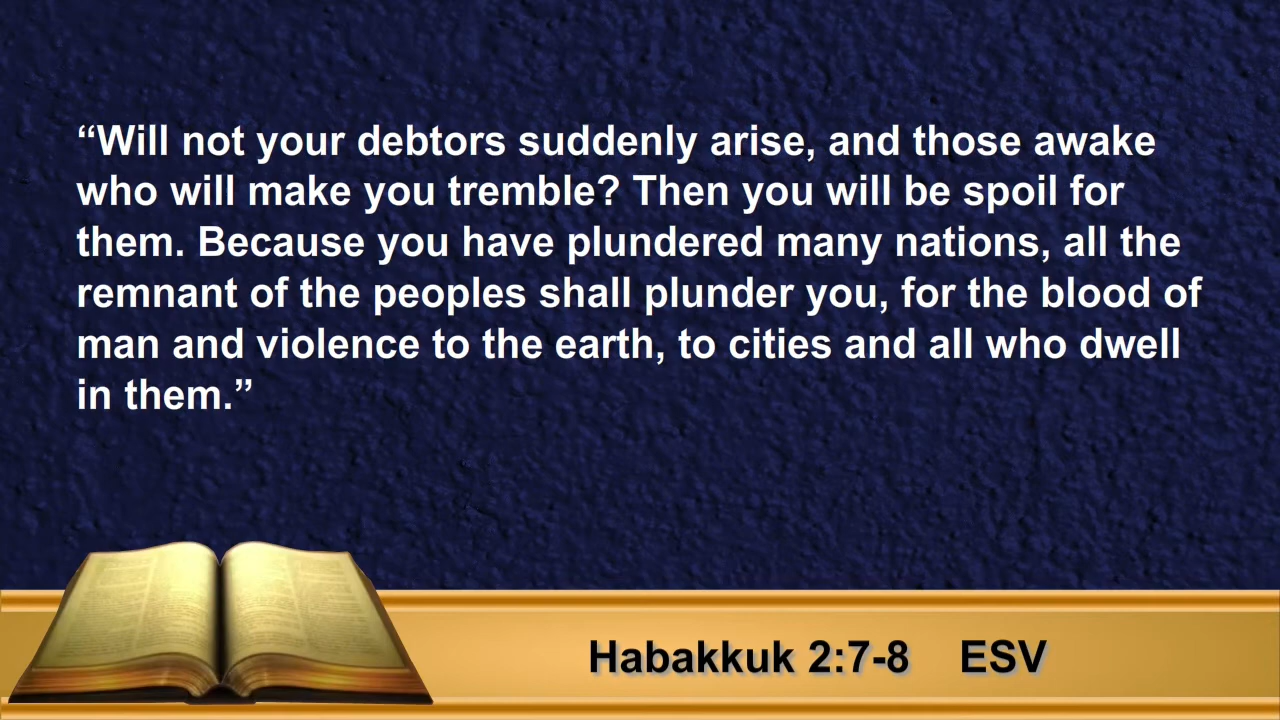 “Will not your debtors suddenly arise, and those awake
who will make you tremble? Then you will be spoil for
them. Because you have plundered many nations, all the
remnant of the peoples shall plunder you, for the blood of
man and violence to the earth, to cities and all who dwell
in them.”
Habakkuk 2:7-8 ESV